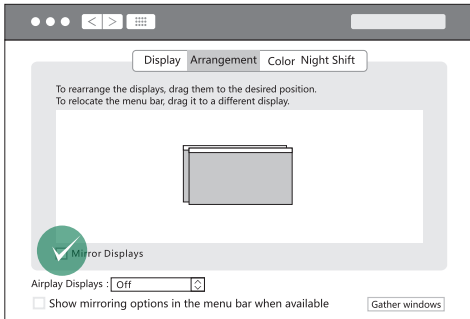 Display Arrangement Color Night Shift
To rearrange the displays, drag them to the desired position.
To relocate the menu bar, drag it to a different display.
Mirror Displays
Airplay Displays : Off
Show mirroring options in the menu bar when available
Gather windows